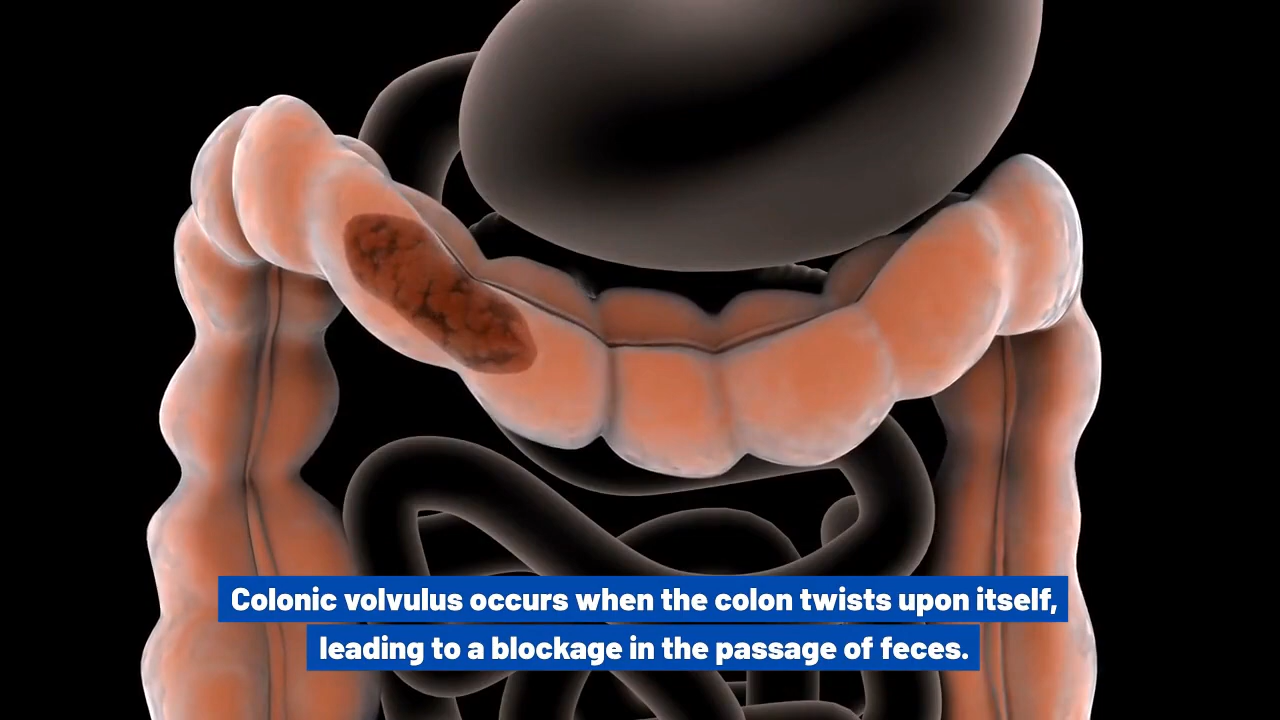 Colonic volvulus occurs when the colon twists upon itself,
leading to a blockage in the passage of feces.